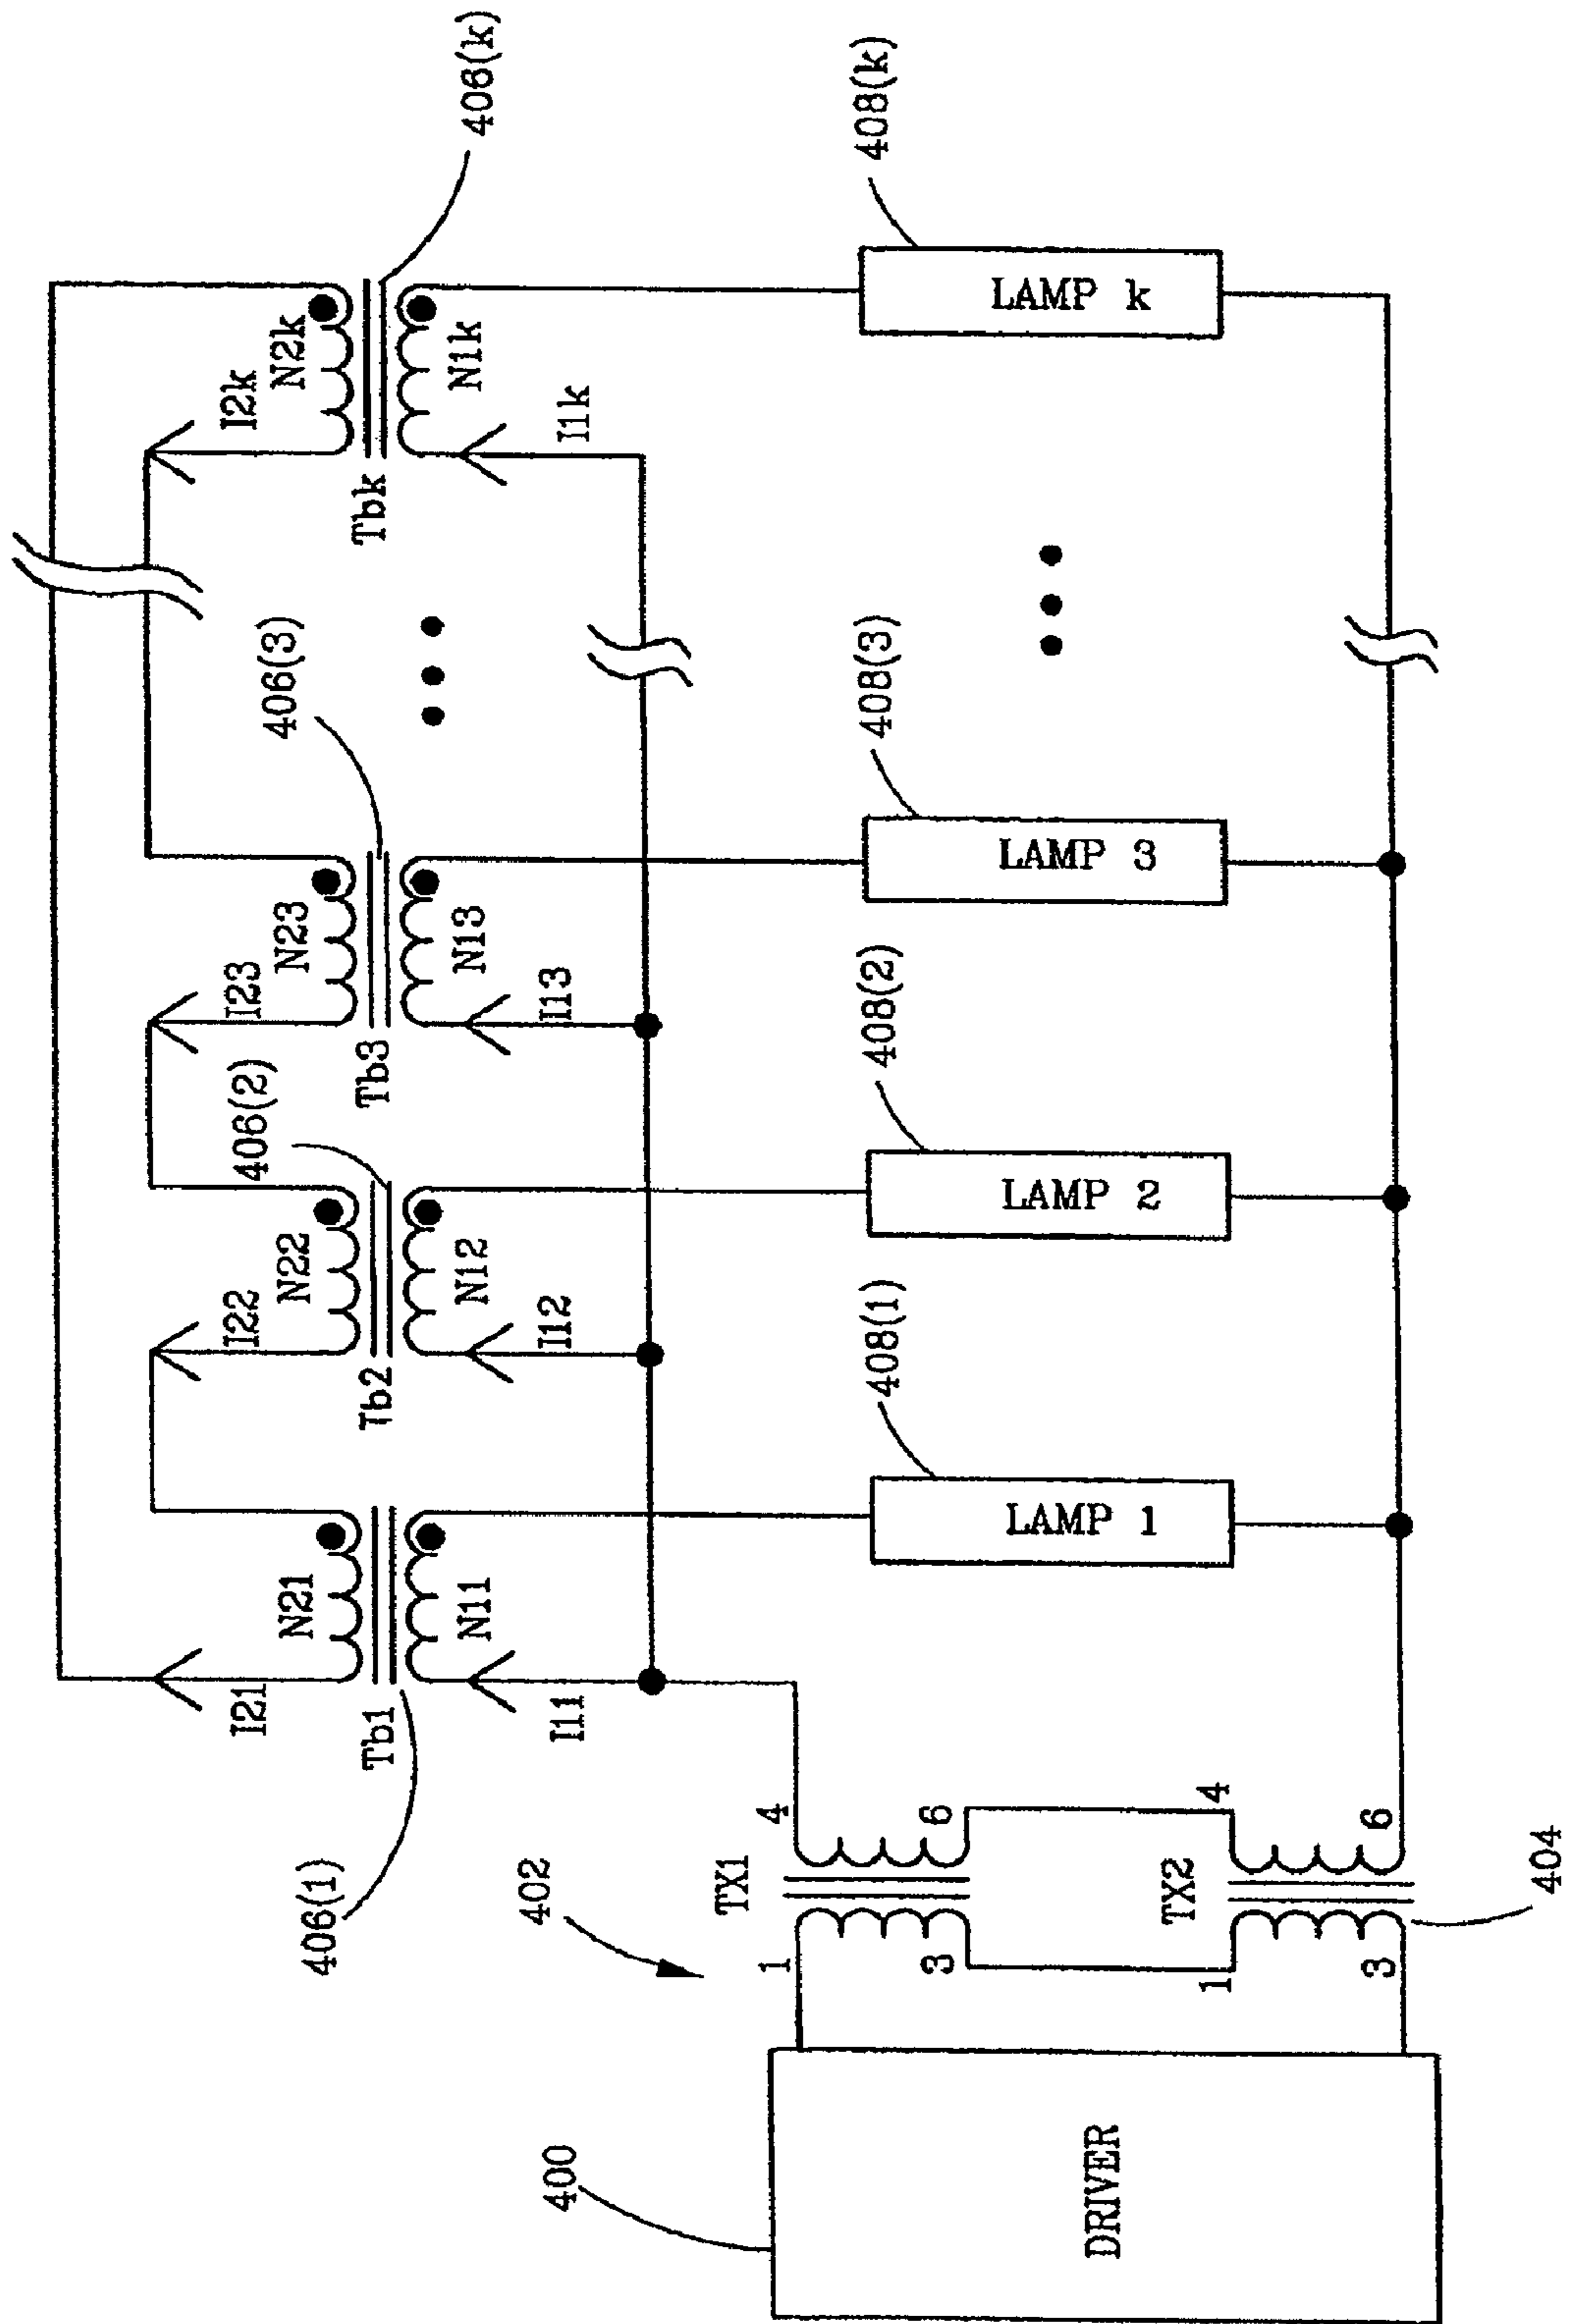 406(k)
I2k
N2k
Tbk
N1k
I1k
408(k)
LAMP k
406(3)
I23
N23
Tb3
N13
I13
408(3)
LAMP 3
406(2)
I22
N22
Tb2
N12
I12
408(2)
LAMP 2
406(1)
I21
N21
Tb1
N11
I11
408(1)
LAMP 1
402
TX1
1
3
4
6
TX2
1
3
4
6
404
400
DRIVER